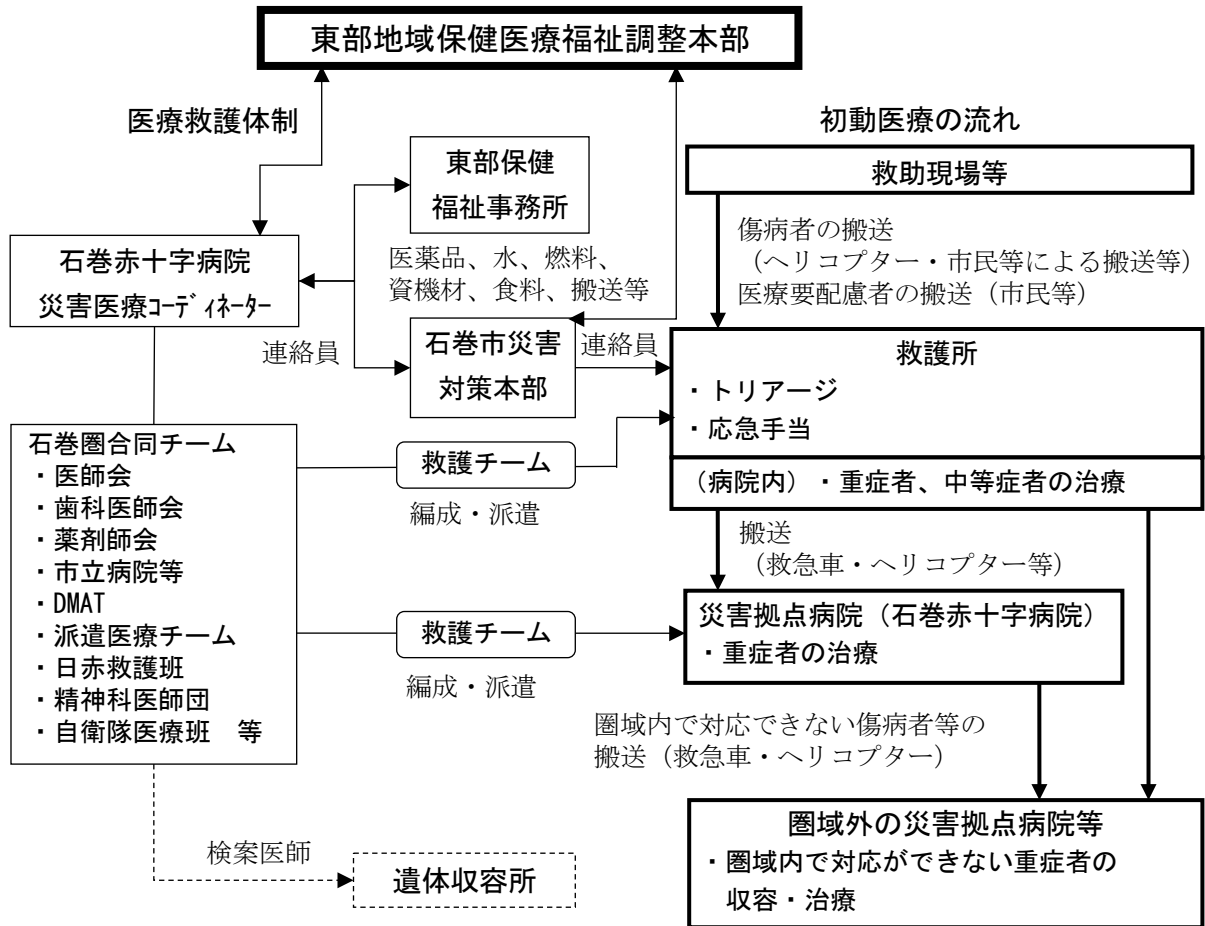 東部地域保健医療福祉調整本部
医療救護体制
初動医療の流れ
東部保健
福祉事務所
救助現場等
石巻赤十字病院
災害医療ｺｰﾃﾞｨﾈｰﾀｰ
医薬品、水、燃料、
資機材、食料、搬送等
傷病者の搬送
（ヘリコプター・市民等による搬送等）
医療要配慮者の搬送（市民等）
連絡員
石巻市災害
対策本部
連絡員
救護所
・トリアージ
・応急手当
（病院内）・重症者、中等症者の治療
石巻圏合同チーム
・医師会
・歯科医師会
・薬剤師会
・市立病院等
・DMAT
・派遣医療チーム
・日赤救護班
・精神科医師団
・自衛隊医療班　等
救護チーム
編成・派遣
搬送
（救急車・ヘリコプター等）
救護チーム
編成・派遣
災害拠点病院（石巻赤十字病院）
・重症者の治療
圏域内で対応できない傷病者等の
搬送（救急車・ヘリコプター）
圏域外の災害拠点病院等
・圏域内で対応ができない重症者の
収容・治療
検案医師
遺体収容所